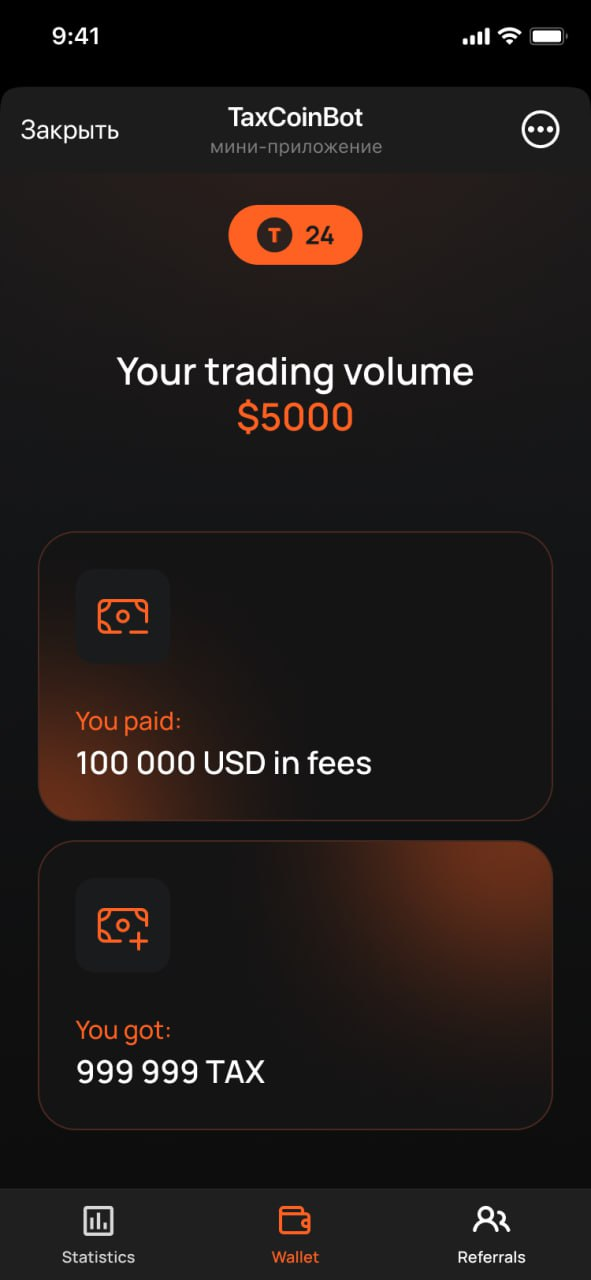 9:41
Закрыть
TaxCoinBot
мини-приложение
T 24
Your trading volume
$5000
You paid:
100 000 USD in fees
You got:
999 999 TAX
Statistics
Wallet
Referrals